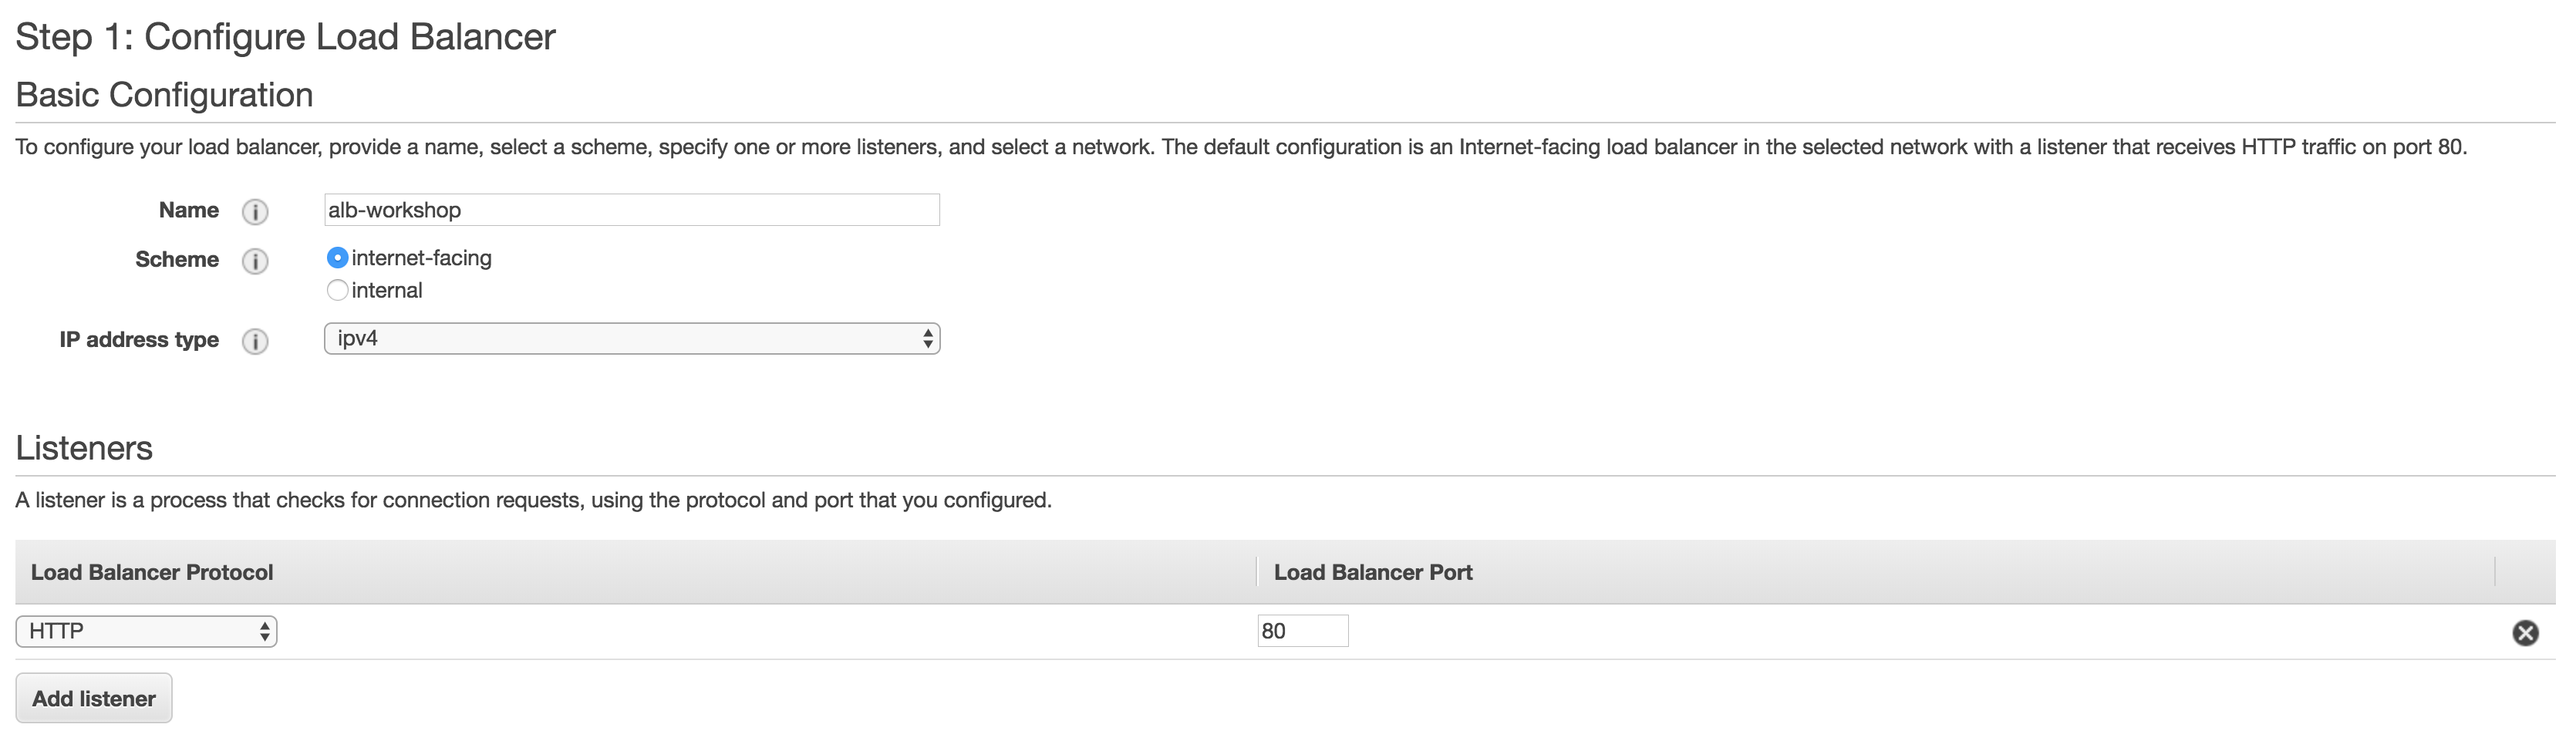 Step 1: Configure Load Balancer
Basic Configuration
To configure your load balancer, provide a name, select a scheme, specify one or more listeners, and select a network. The default configuration is an Internet-facing load balancer in the selected network with a listener that receives HTTP traffic on port 80.
Name i alb-workshop
Scheme i internet-facing
internal
IP address type i ipv4
Listeners
A listener is a process that checks for connection requests, using the protocol and port that you configured.
Load Balancer Protocol Load Balancer Port
HTTP 80
Add listener